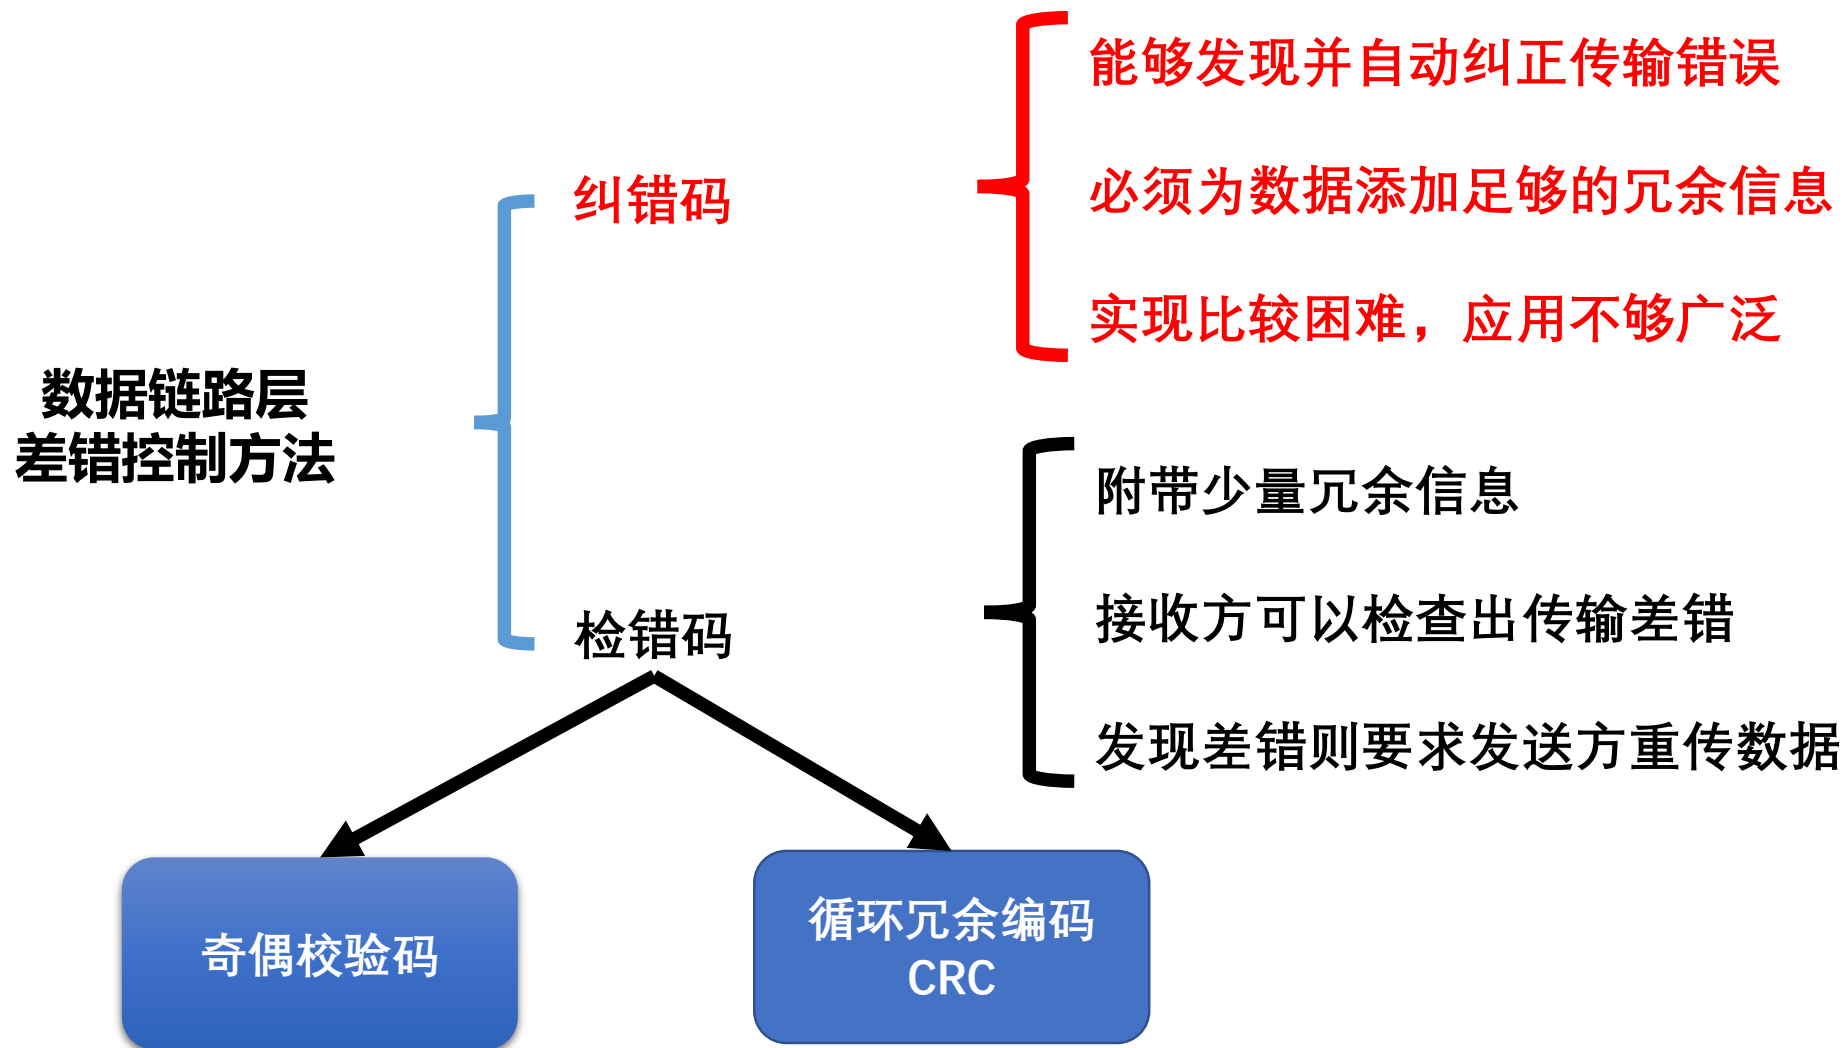 能够发现并自动纠正传输错误
纠错码
必须为数据添加足够的冗余信息
实现比较困难，应用不够广泛
数据链路层
差错控制方法
附带少量冗余信息
检错码
接收方可以检查出传输差错
发现差错则要求发送方重传数据
奇偶校验码
循环冗余编码
CRC